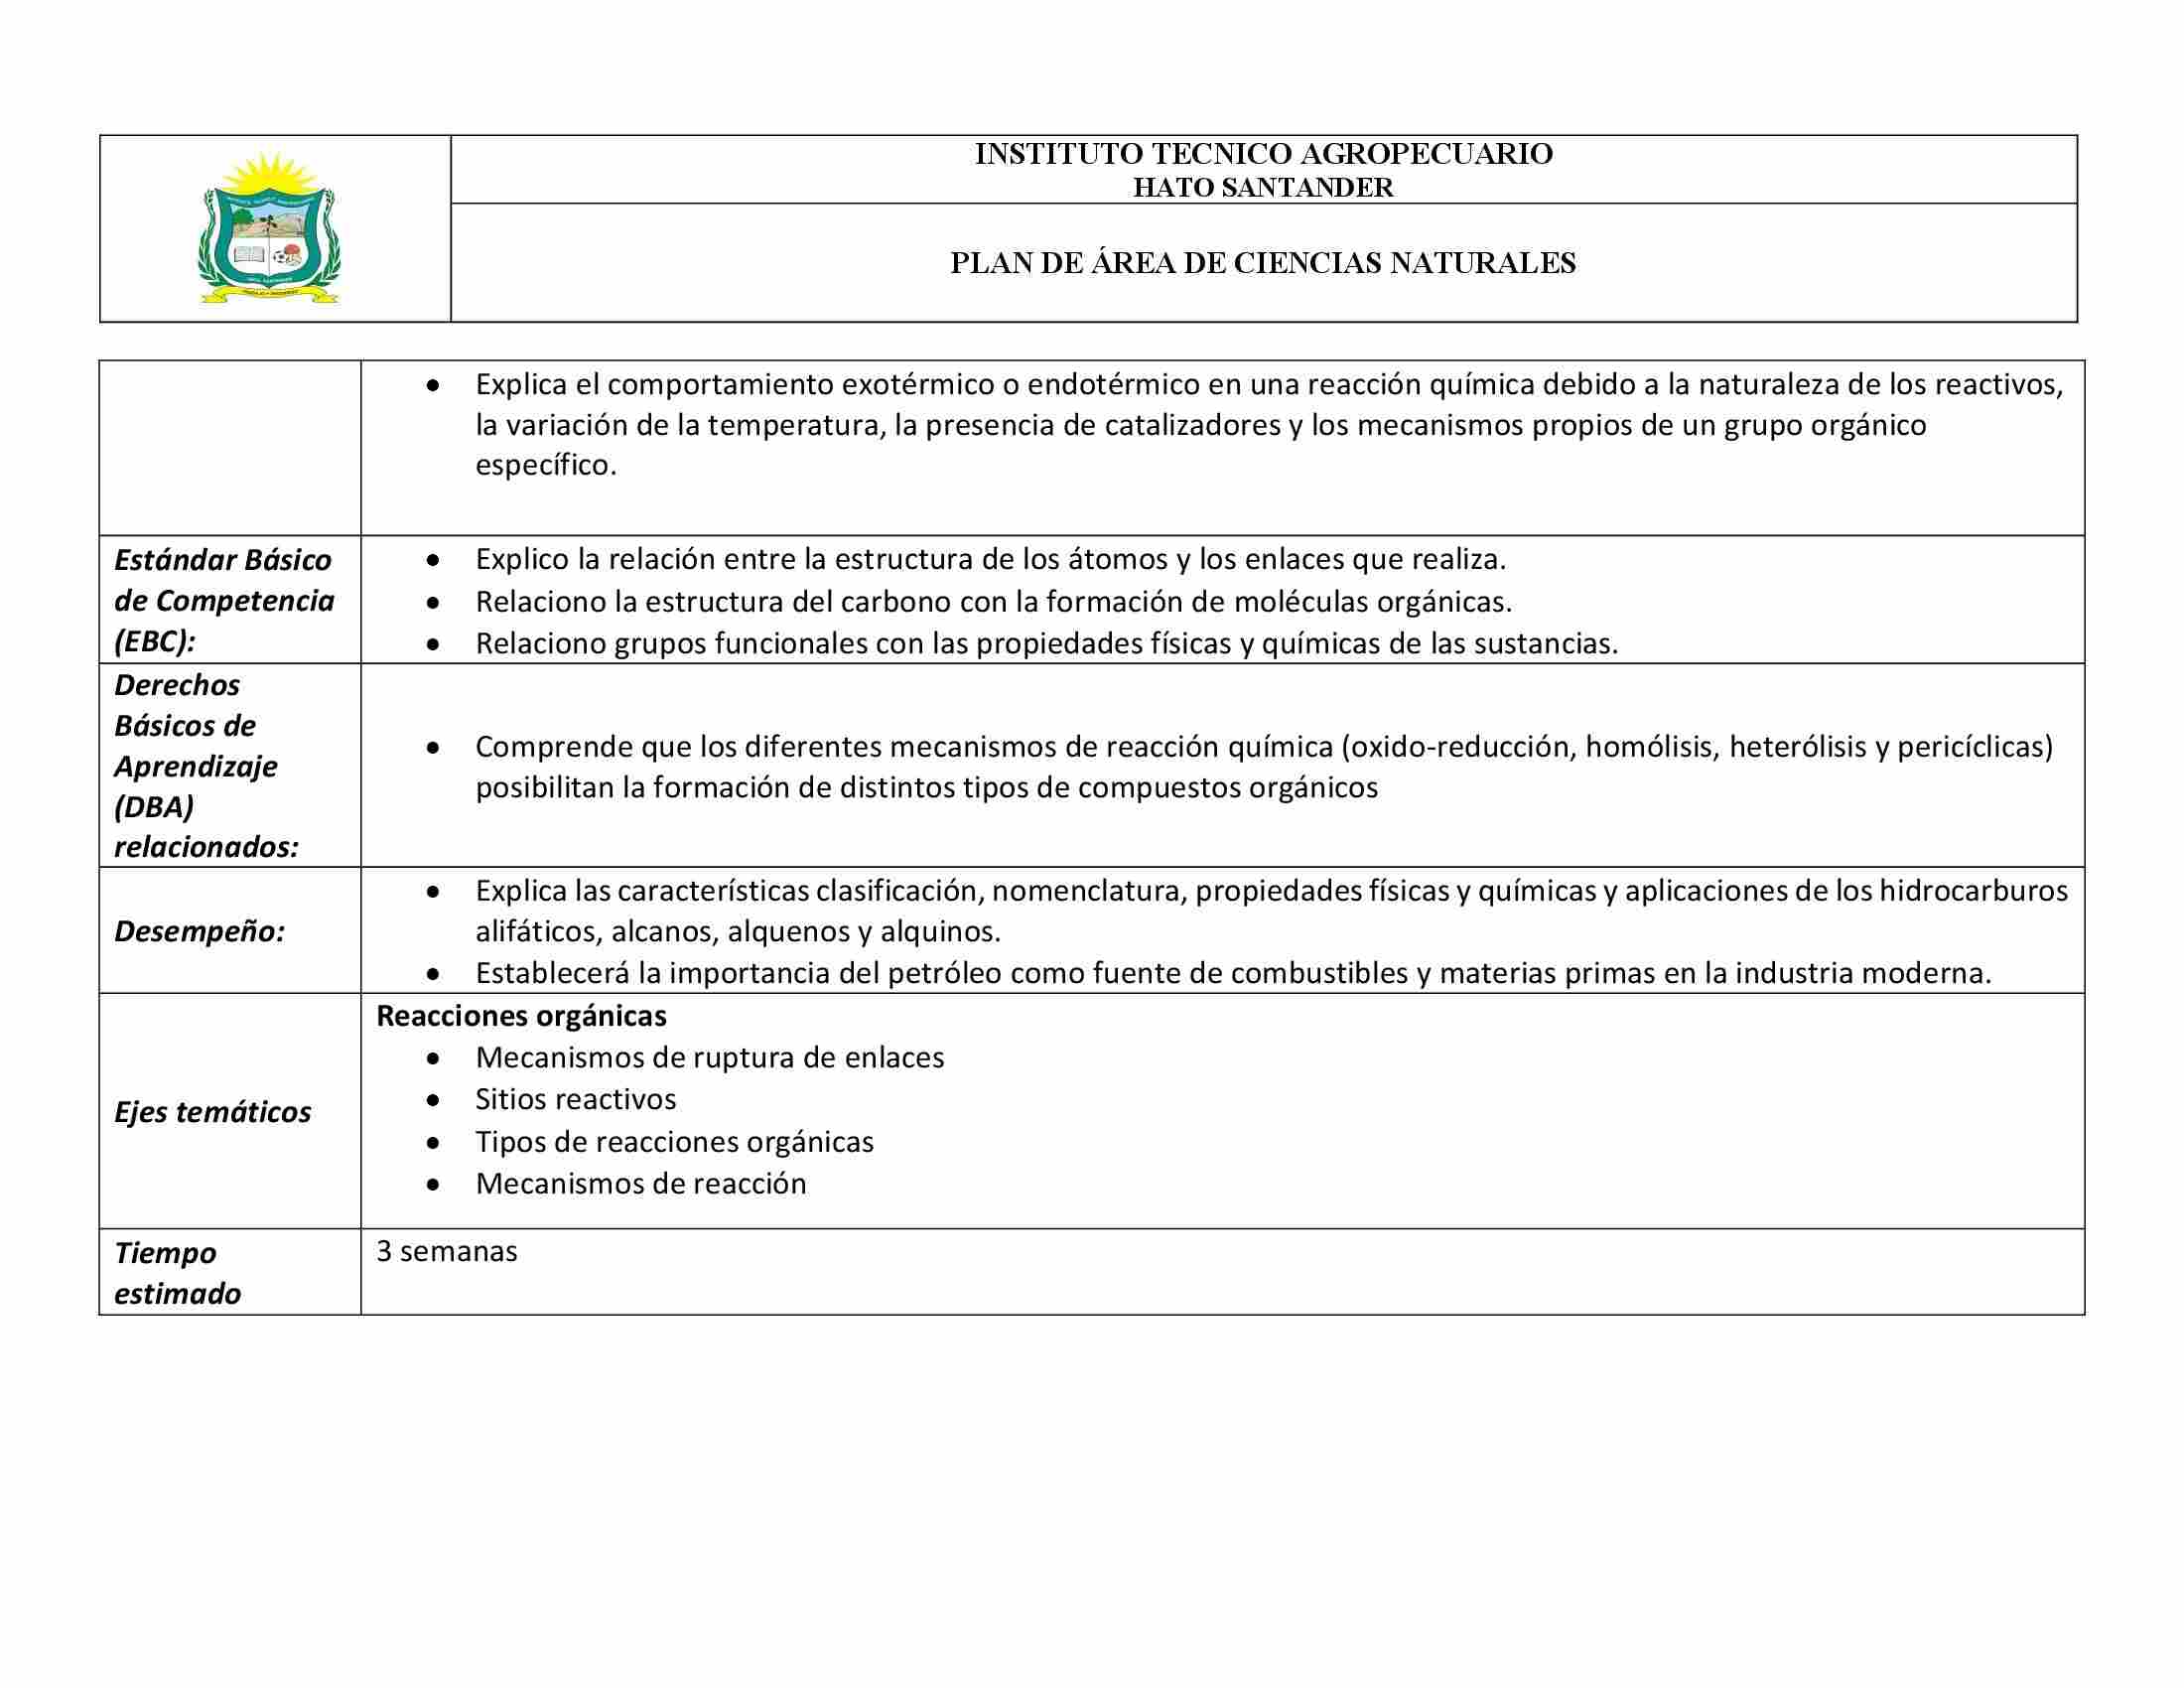 INSTITUTO TECNICO AGROPECUARIO
HATO SANTANDER
PLAN DE ÁREA DE CIENCIAS NATURALES
• Explica el comportamiento exotérmico o endotérmico en una reacción química debido a la naturaleza de los reactivos,
la variación de la temperatura, la presencia de catalizadores y los mecanismos propios de un grupo orgánico
específico.
Estándar Básico
de Competencia
(EBC):
• Explico la relación entre la estructura de los átomos y los enlaces que realiza.
• Relaciono la estructura del carbono con la formación de moléculas orgánicas.
• Relaciono grupos funcionales con las propiedades físicas y químicas de las sustancias.
Derechos
Básicos de
Aprendizaje
(DBA)
relacionados:
• Comprende que los diferentes mecanismos de reacción química (oxido-reducción, homólisis, heterólisis y pericíclicas)
posibilitan la formación de distintos tipos de compuestos orgánicos
Desempeño:
• Explica las características clasificación, nomenclatura, propiedades físicas y químicas y aplicaciones de los hidrocarburos
alifáticos, alcanos, alquenos y alquinos.
• Establecerá la importancia del petróleo como fuente de combustibles y materias primas en la industria moderna.
Ejes temáticos
Reacciones orgánicas
• Mecanismos de ruptura de enlaces
• Sitios reactivos
• Tipos de reacciones orgánicas
• Mecanismos de reacción
Tiempo
estimado
3 semanas